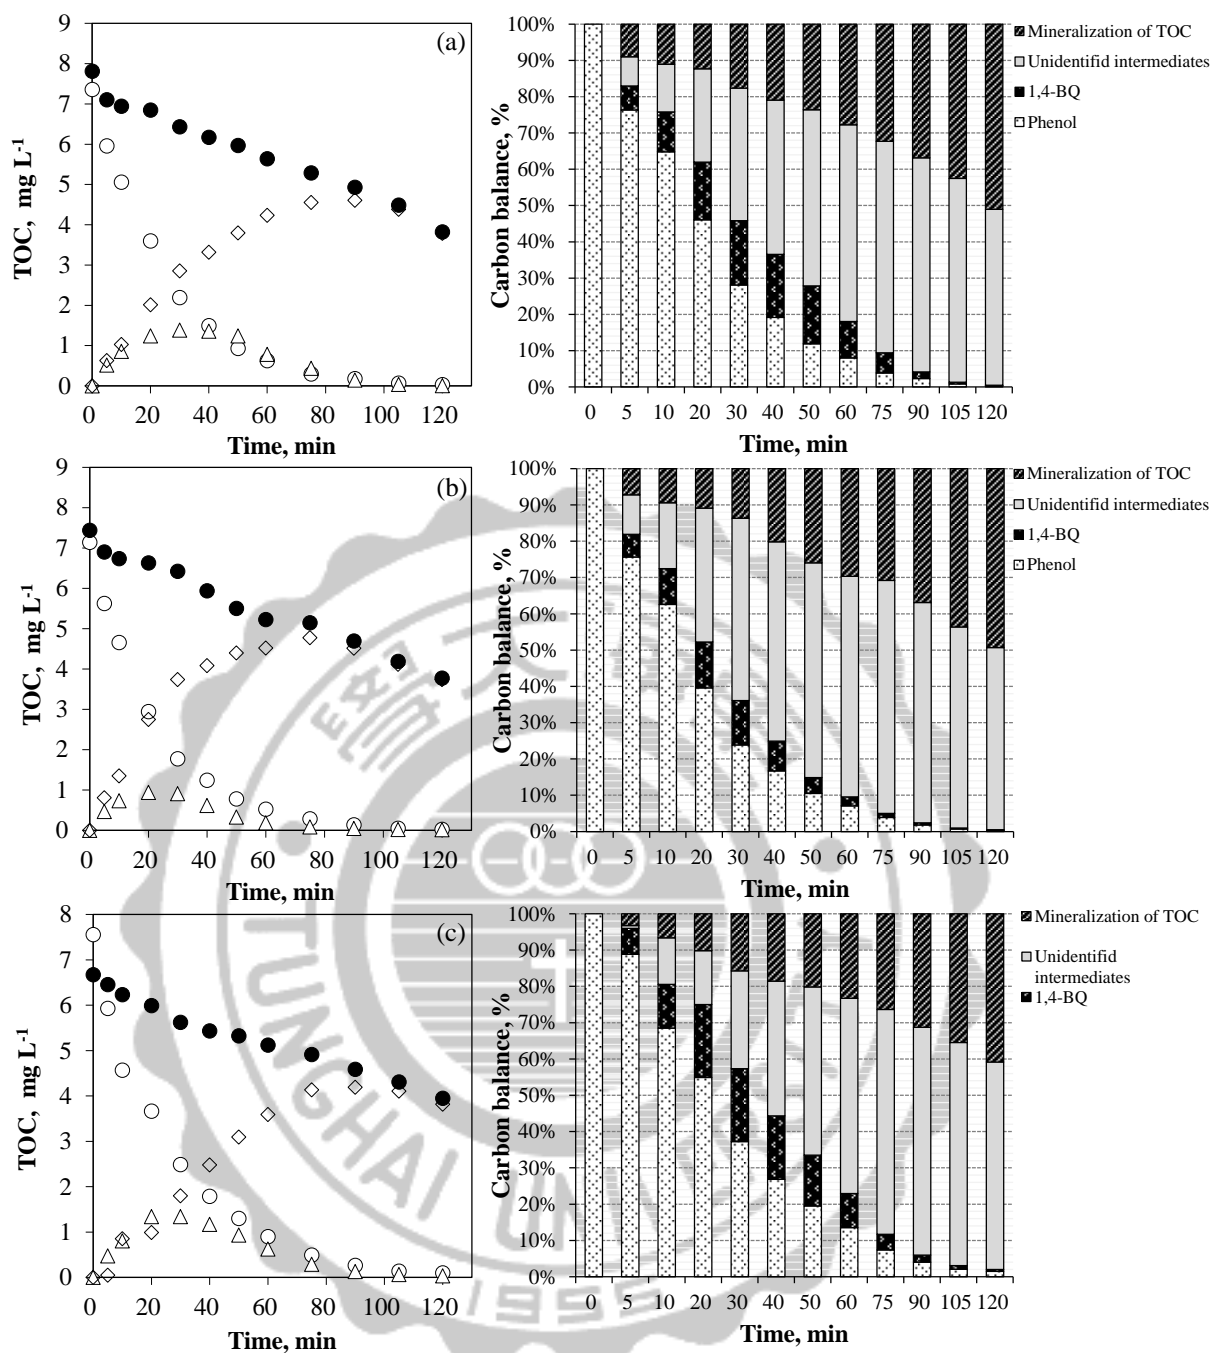 (a)
TOC, mg L-1
9
8
7
6
5
4
3
2
1
0
0 20 40 60 80 100 120
Time, min
Carbon balance, %
100%
90%
80%
70%
60%
50%
40%
30%
20%
10%
0%
0 5 10 20 30 40 50 60 75 90 105 120
Time, min
Mineralization of TOC
Unidentifid intermediates
1,4-BQ
Phenol
(b)
TOC, mg L-1
9
8
7
6
5
4
3
2
1
0
0 20 40 60 80 100 120
Time, min
Carbon balance, %
100%
90%
80%
70%
60%
50%
40%
30%
20%
10%
0%
0 5 10 20 30 40 50 60 75 90 105 120
Time, min
Mineralization of TOC
Unidentifid intermediates
1,4-BQ
Phenol
(c)
TOC, mg L-1
8
7
6
5
4
3
2
1
0
0 20 40 60 80 100 120
Time, min
Carbon balance, %
100%
90%
80%
70%
60%
50%
40%
30%
20%
10%
0%
0 5 10 20 30 40 50 60 75 90 105 120
Time, min
Mineralization of TOC
Unidentifid
intermediates
1,4-BQ
TUNGHAI
1955